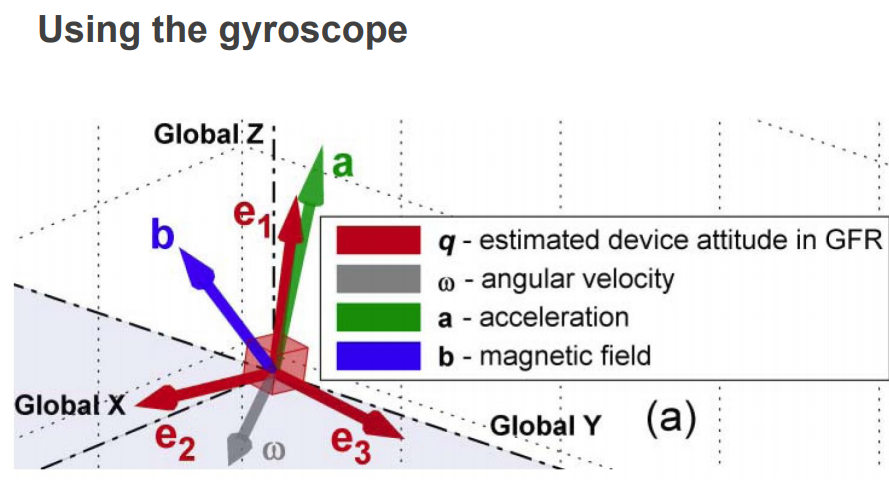 Using the gyroscope
Global Z
a
e1
b
q - estimated device attitude in GFR
ω - angular velocity
a - acceleration
b - magnetic field
Global X
Global Y
(a)
e2
ω
e3